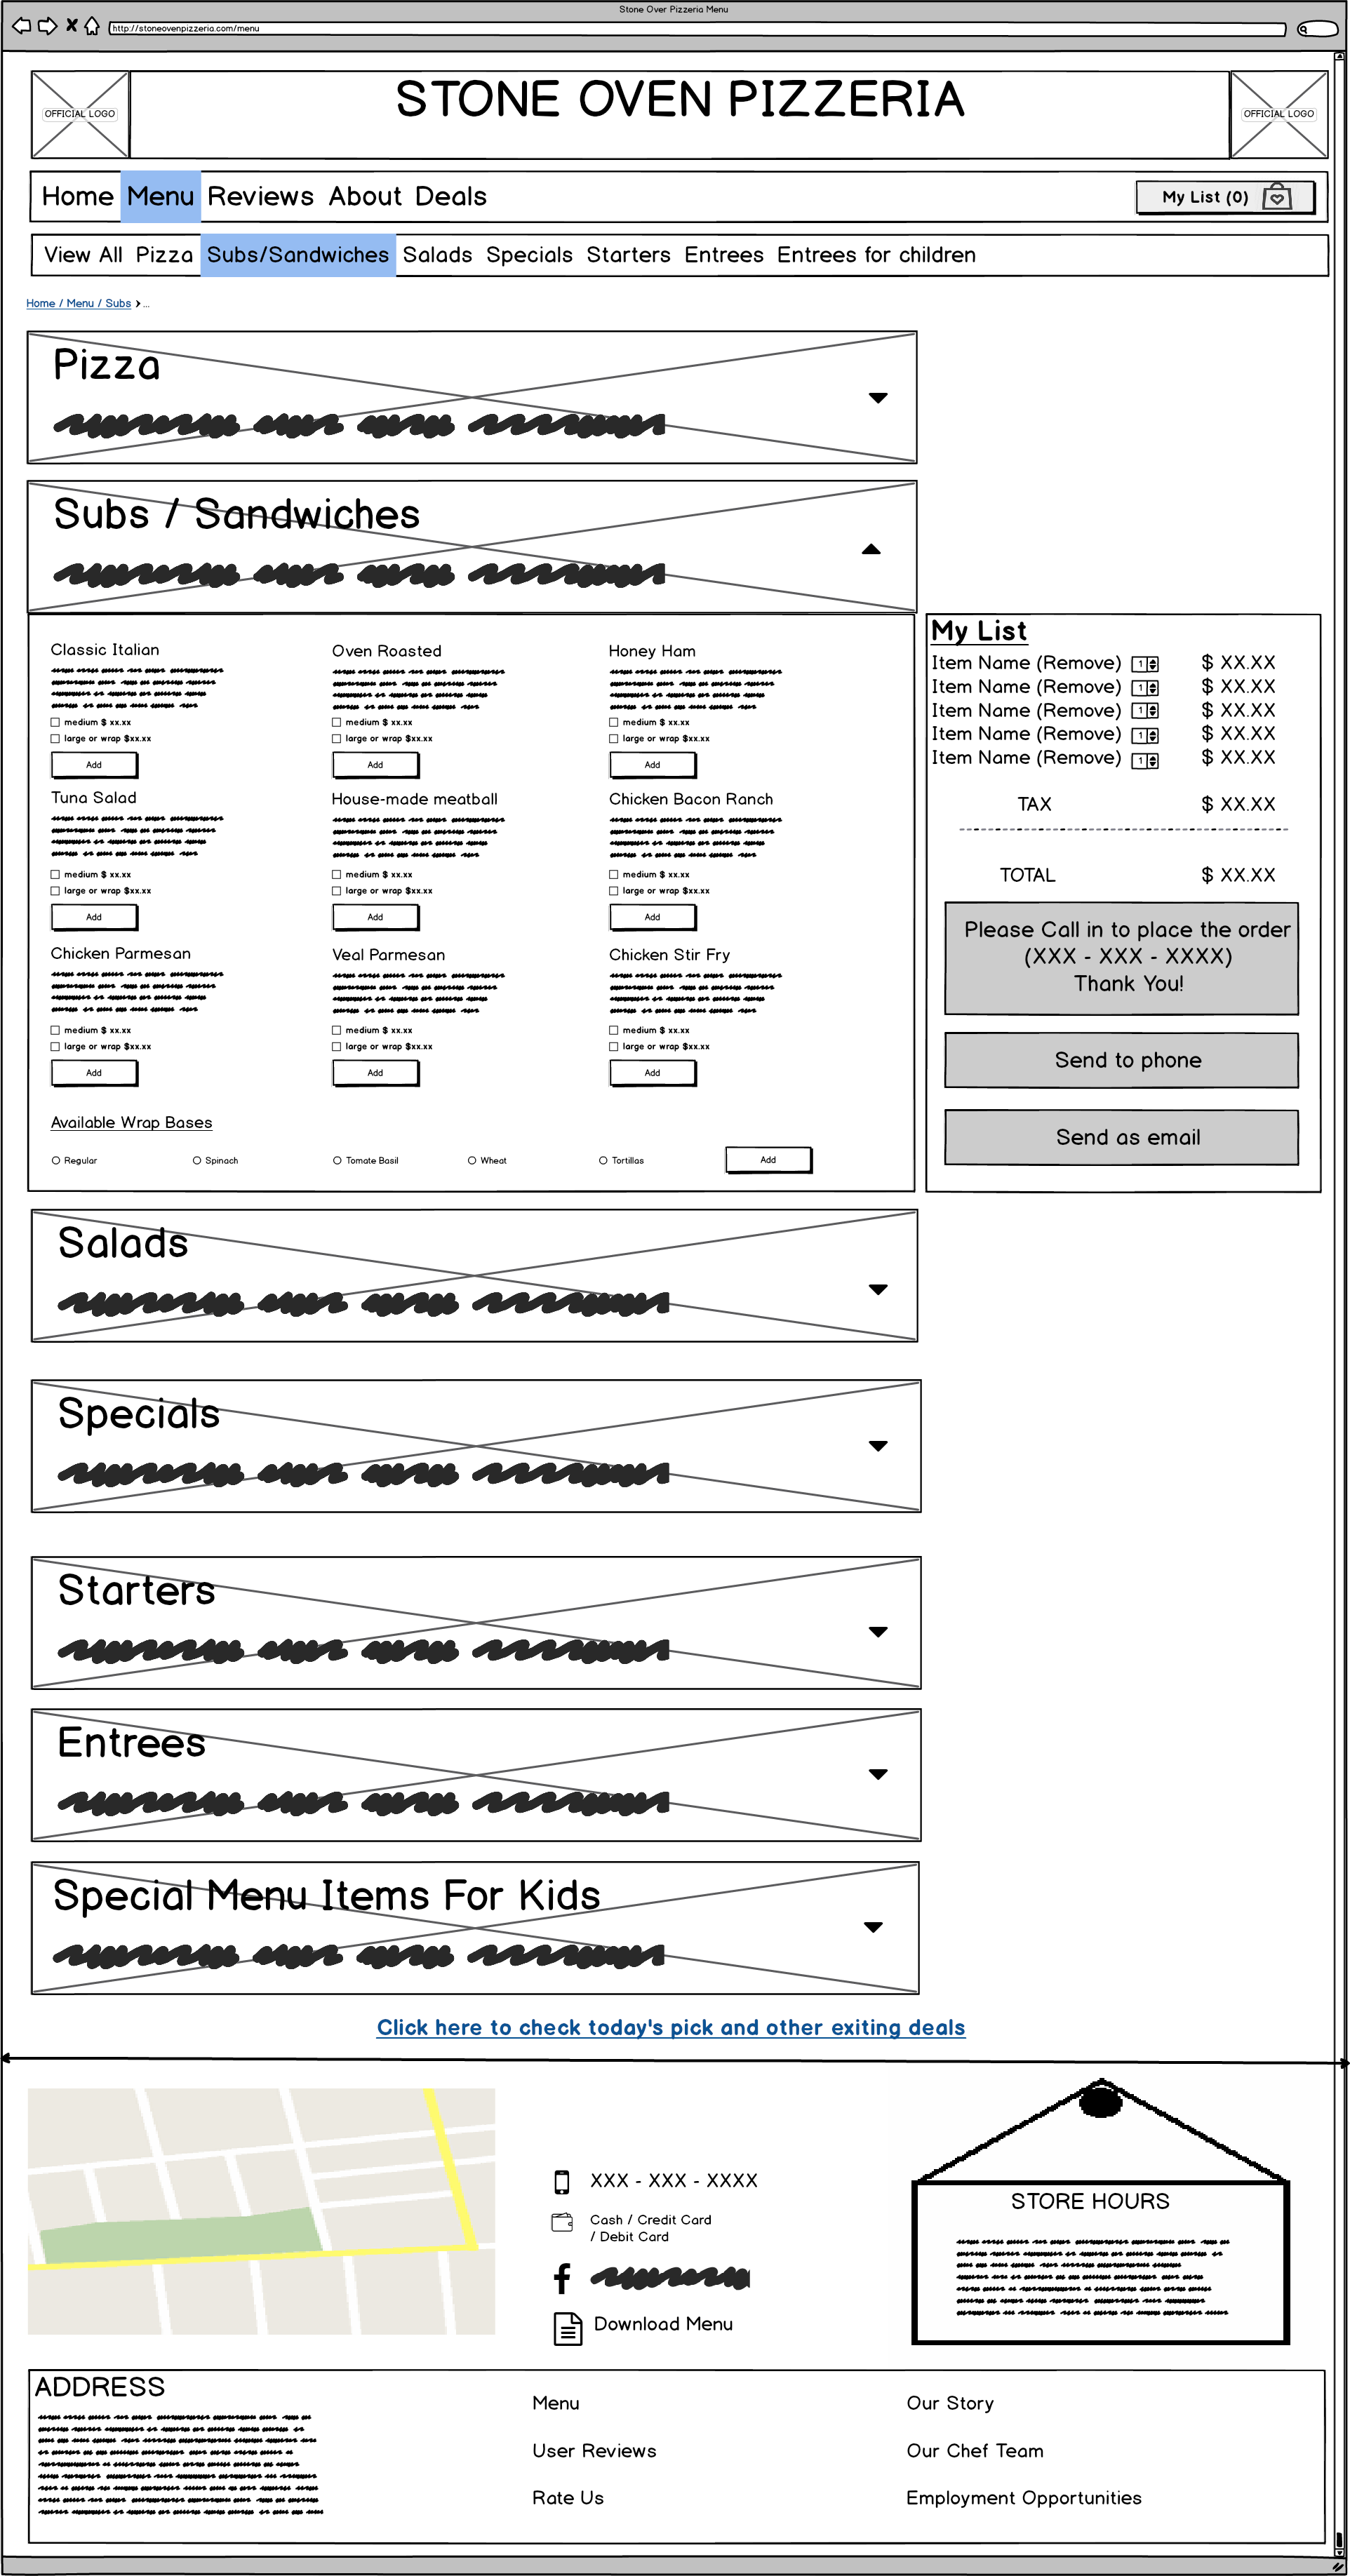 Stone Over Pizzeria Menu
http://stoneovenpizzeria.com/menu
OFFICIAL LOGO
STONE OVEN PIZZERIA
OFFICIAL LOGO
Home Menu Reviews About Deals
My List (0)
View All Pizza Subs/Sandwiches Salads Specials Starters Entrees Entrees for children
Home / Menu / Subs > ...
Pizza
Subs / Sandwiches
Classic Italian
medium $ xx.xx
large or wrap $xx.xx
Add
Oven Roasted
medium $ xx.xx
large or wrap $xx.xx
Add
Honey Ham
medium $ xx.xx
large or wrap $xx.xx
Add
Tuna Salad
medium $ xx.xx
large or wrap $xx.xx
Add
House-made meatball
medium $ xx.xx
large or wrap $xx.xx
Add
Chicken Bacon Ranch
medium $ xx.xx
large or wrap $xx.xx
Add
Chicken Parmesan
medium $ xx.xx
large or wrap $xx.xx
Add
Veal Parmesan
medium $ xx.xx
large or wrap $xx.xx
Add
Chicken Stir Fry
medium $ xx.xx
large or wrap $xx.xx
Add
Available Wrap Bases
Regular Spinach Tomate Basil Wheat Tortillas Add
My List
Item Name (Remove) 1 $ XX.XX
Item Name (Remove) 1 $ XX.XX
Item Name (Remove) 1 $ XX.XX
Item Name (Remove) 1 $ XX.XX
Item Name (Remove) 1 $ XX.XX
TAX $ XX.XX
TOTAL $ XX.XX
Please Call in to place the order
(XXX - XXX - XXXX)
Thank You!
Send to phone
Send as email
Salads
Specials
Starters
Entrees
Special Menu Items For Kids
Click here to check today's pick and other exiting deals
XXX - XXX - XXXX
Cash / Credit Card
/ Debit Card
Download Menu
STORE HOURS
ADDRESS
Menu
User Reviews
Rate Us
Our Story
Our Chef Team
Employment Opportunities